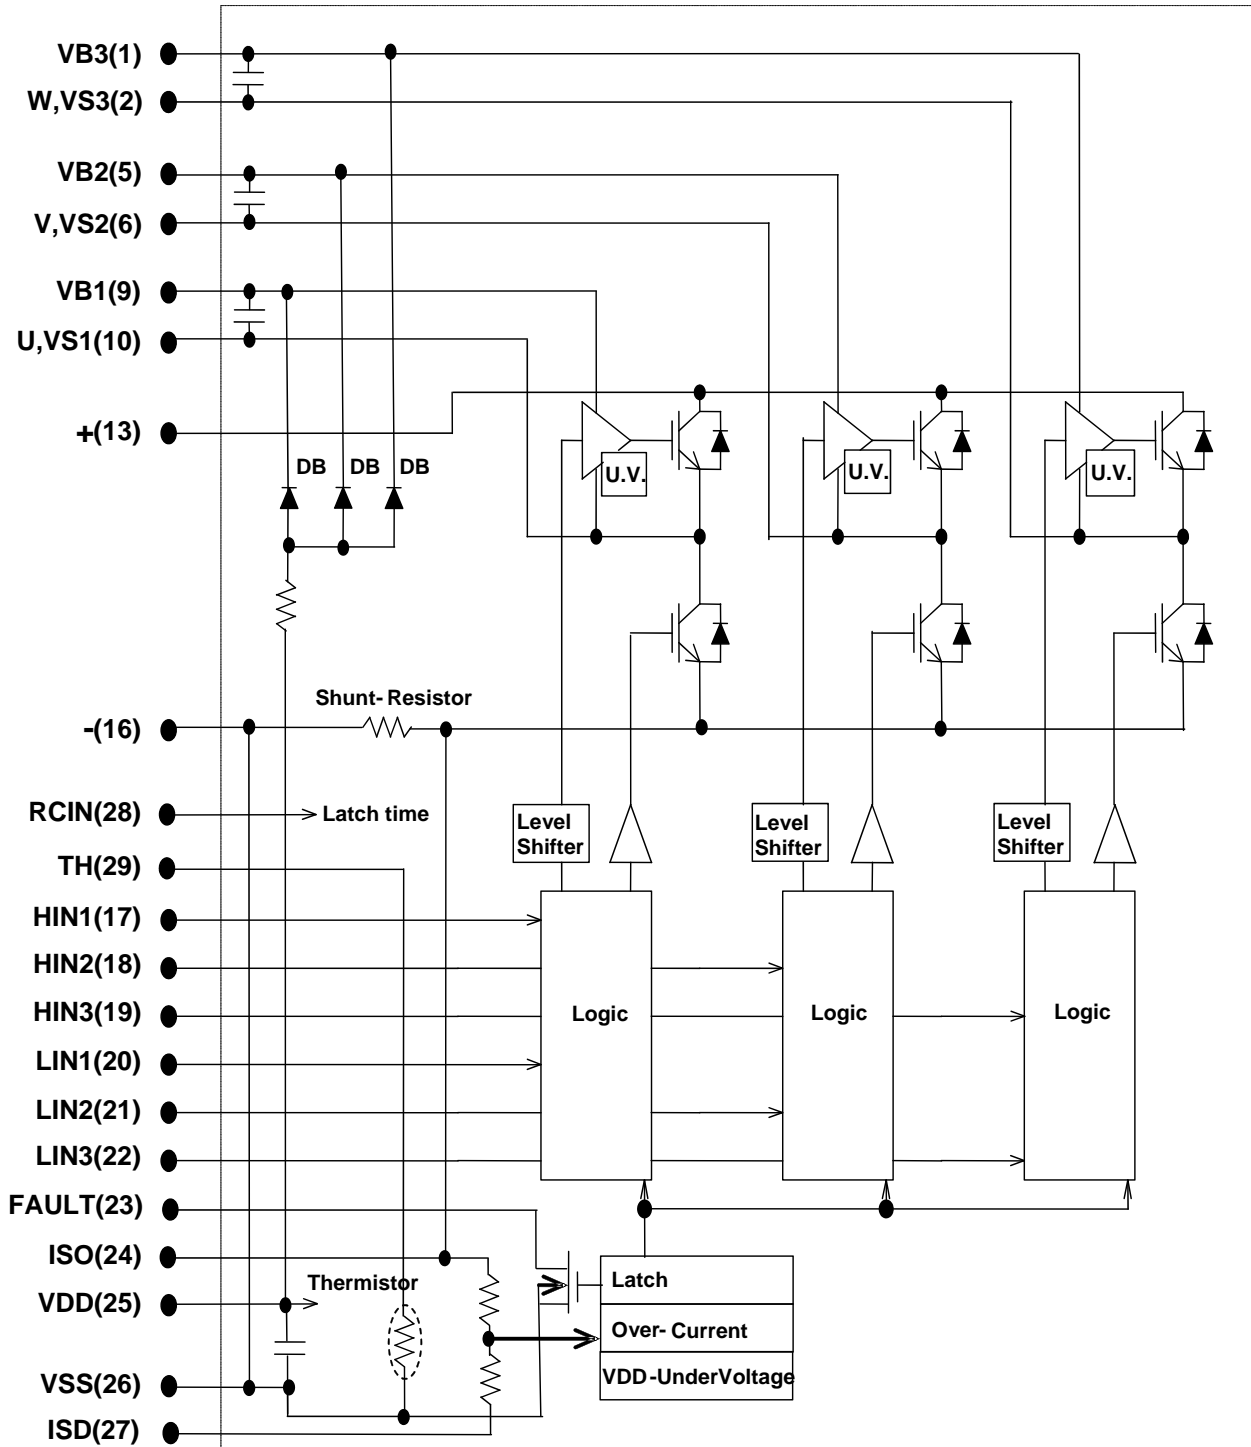 VB3(1)
W,VS3(2)
VB2(5)
V,VS2(6)
VB1(9)
U,VS1(10)
+(13)
DB DB DB
U.V. U.V. U.V.
Shunt-Resistor
-(16)
RCIN(28)
Latch time
Level
Shifter
Level
Shifter
Level
Shifter
TH(29)
HIN1(17)
HIN2(18)
HIN3(19)
Logic Logic Logic
LIN1(20)
LIN2(21)
LIN3(22)
FAULT(23)
ISO(24)
Thermistor
Latch
VDD(25)
Over-Current
VDD-UnderVoltage
VSS(26)
ISD(27)